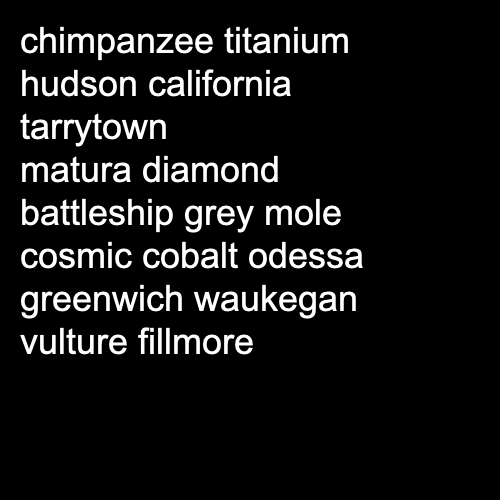 chimpanzee titanium
hudson california
tarrytown
matura diamond
battleship grey mole
cosmic cobalt odessa
greenwich waukegan
vulture fillmore